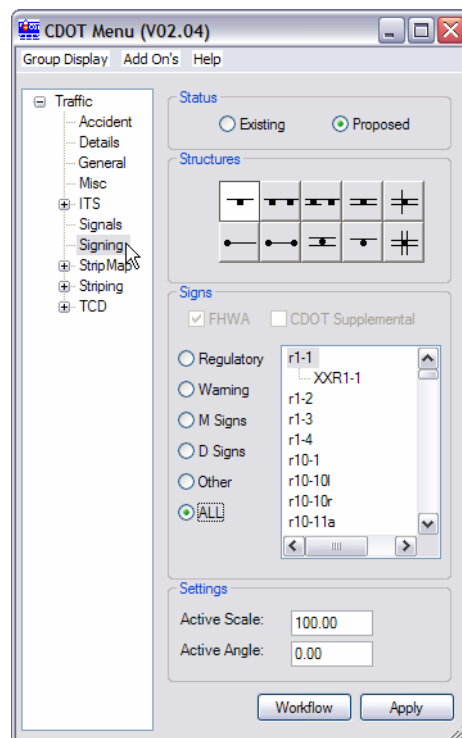 CDOT Menu (V02.04)
Group Display Add On's Help
Traffic
Accident
Details
General
Misc
ITS
Signals
Signing
StripMap
Striping
TCD
Status
Existing Proposed
Structures
Signs
FHWA CDOT Supplemental
Regulatory
Warning
M Signs
D Signs
Other
ALL
r1-1
XXR1-1
r1-2
r1-3
r1-4
r10-1
r10-10l
r10-10r
r10-11a
Settings
Active Scale: 100.00
Active Angle: 0.00
Workflow Apply